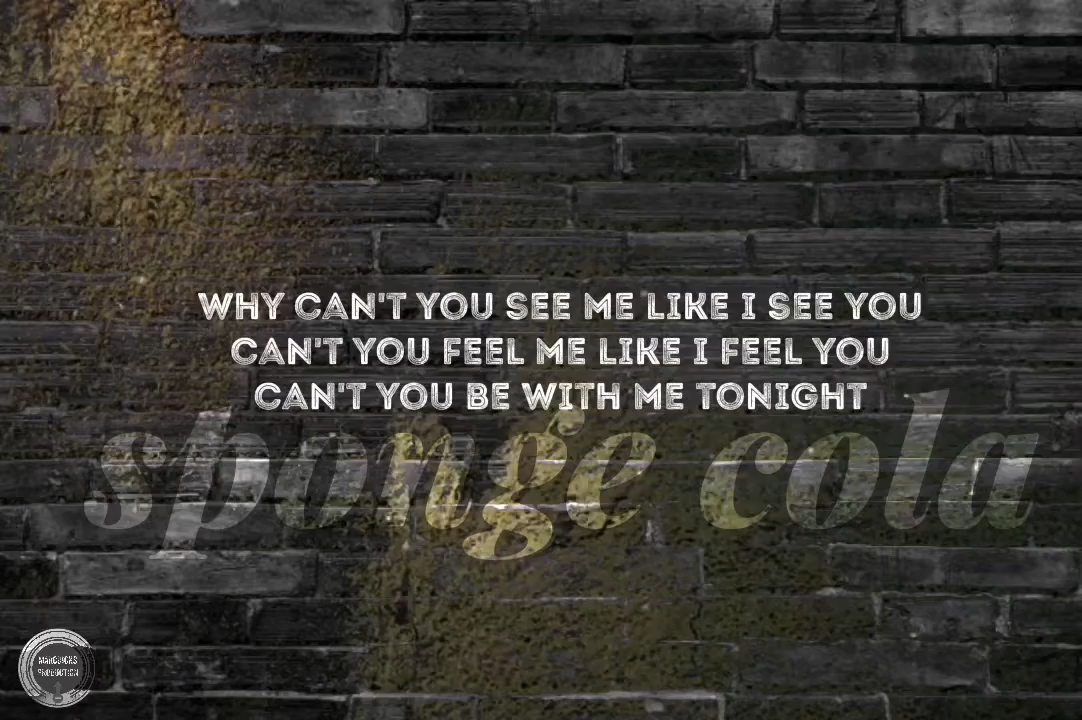 WHY CAN'T YOU SEE ME LIKE I SEE YOU
CAN'T YOU FEEL ME LIKE I FEEL YOU
CAN'T YOU BE WITH ME TONIGHT
sponge cola
PRODUCTION